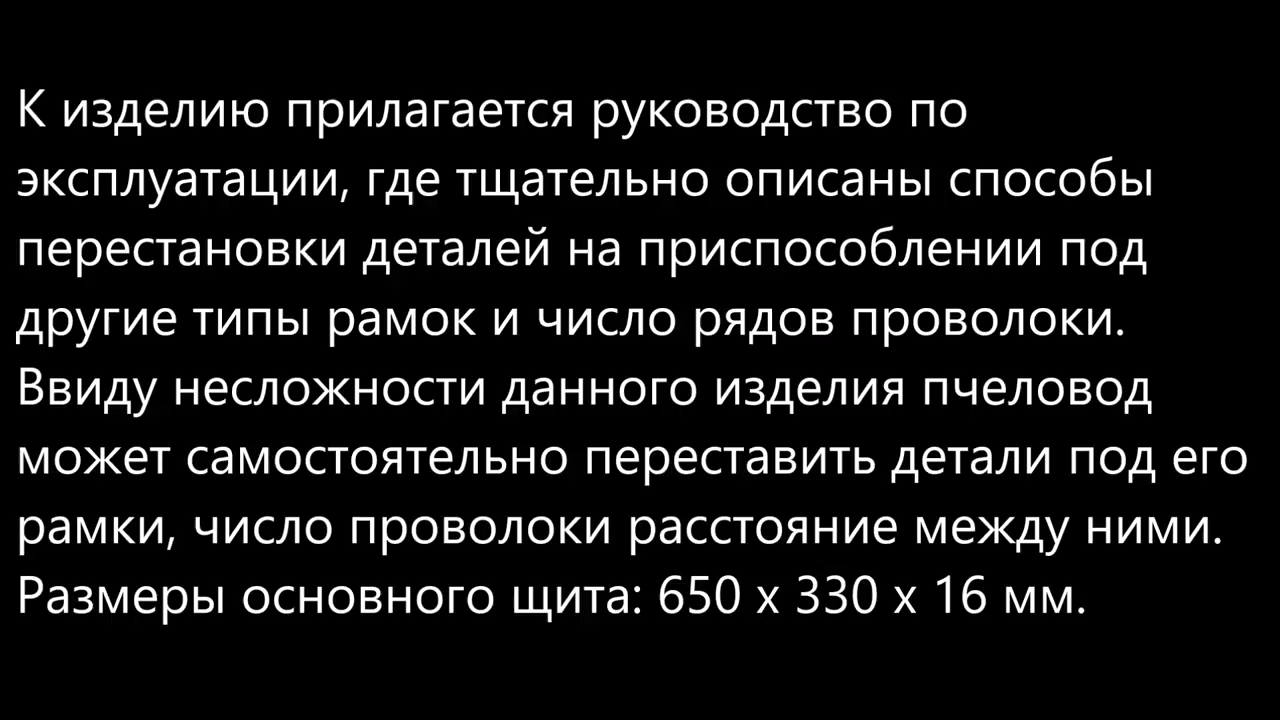 К изделию прилагается руководство по
эксплуатации, где тщательно описаны способы
перестановки деталей на приспособлении под
другие типы рамок и число рядов проволоки.
Ввиду несложности данного изделия пчеловод
может самостоятельно переставить детали под его
рамки, число проволоки расстояние между ними.
Размеры основного щита: 650 х 330 х 16 мм.